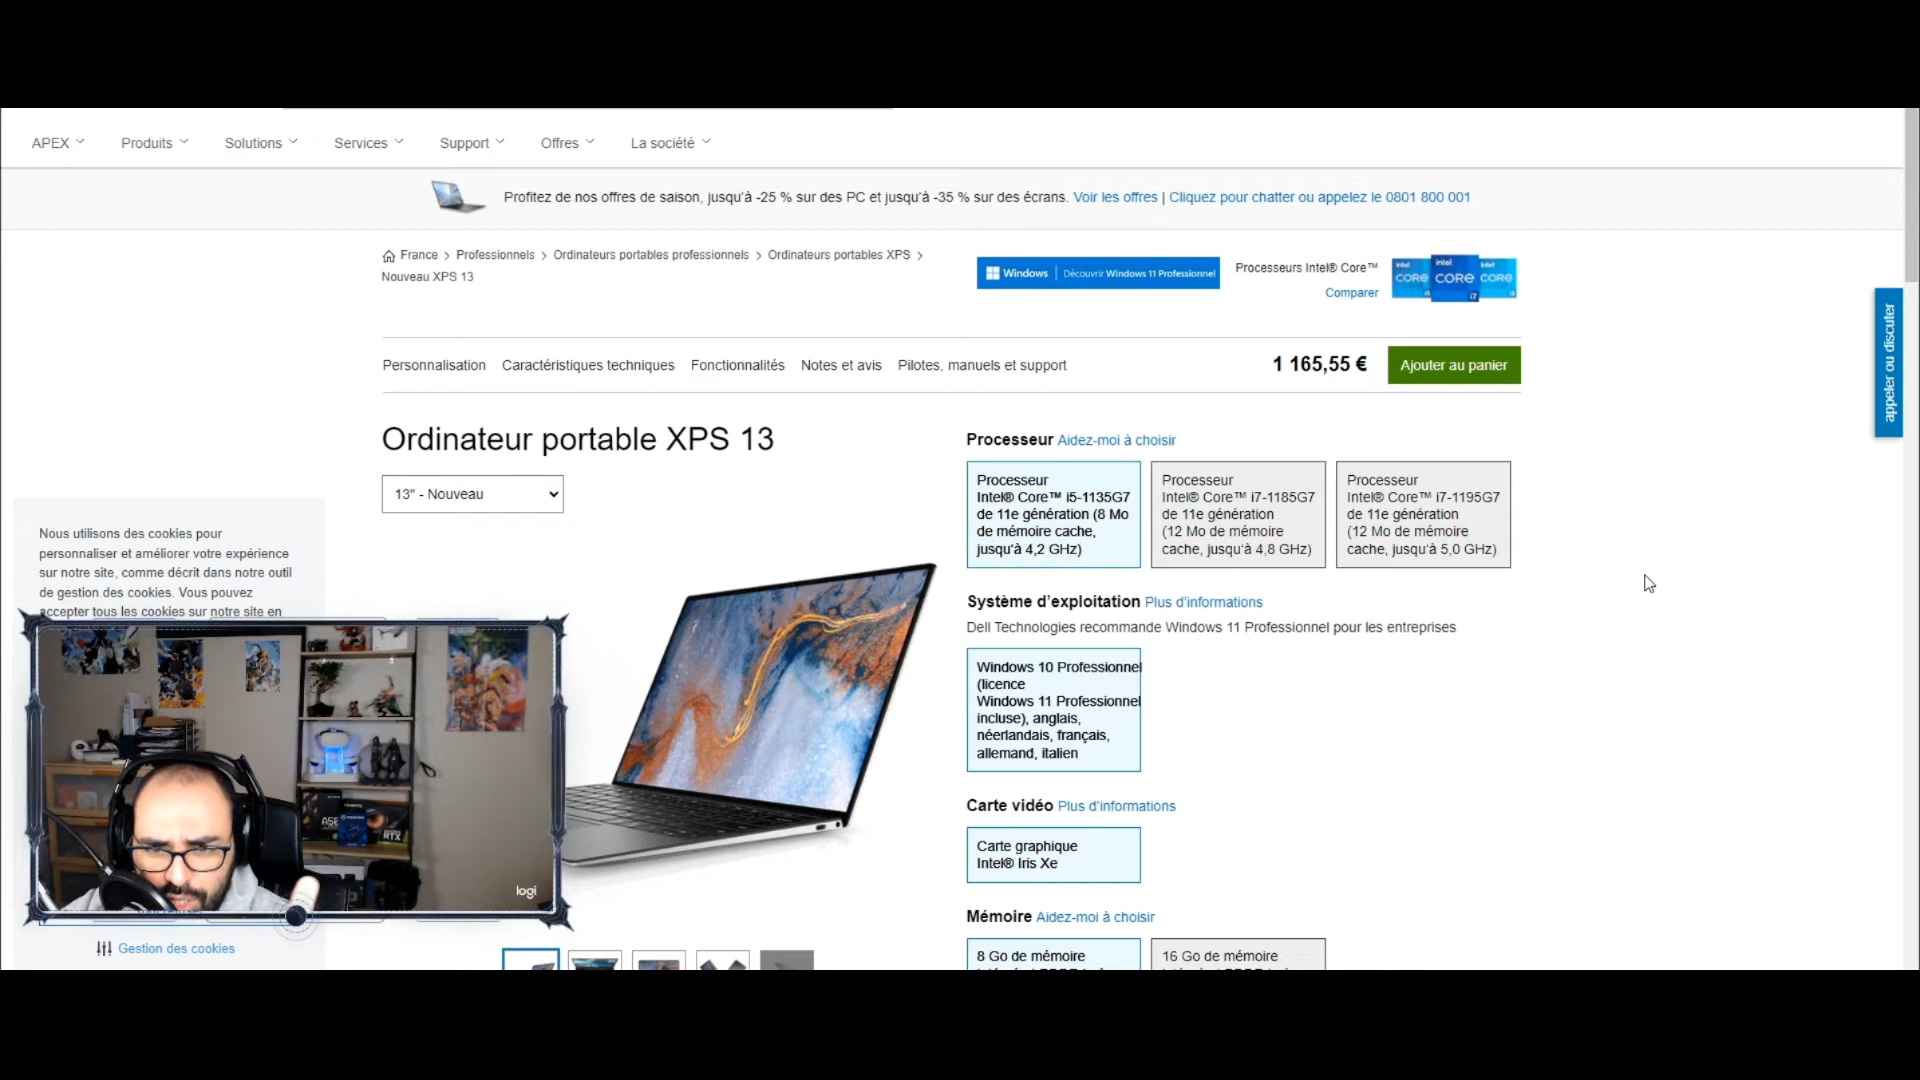 APEX
Produits
Solutions
Services
Support
Offres
La société
Profitez de nos offres de saison, jusqu'à -25 % sur des PC et jusqu'à -35 % sur des écrans. Voir les offres | Cliquez pour chatter ou appelez le 0801 800 001
France > Professionnels > Ordinateurs portables professionnels > Ordinateurs portables XPS >
Nouveau XPS 13
Windows | Découvrir Windows 11 Professionnel
Processeurs Intel® Core™
Comparer
intel
CORE
intel
CORE
i7
intel
CORE
appeler ou discuter
Personnalisation
Caractéristiques techniques
Fonctionnalités
Notes et avis
Pilotes, manuels et support
1 165,55 €
Ajouter au panier
Ordinateur portable XPS 13
13" - Nouveau
Processeur Aidez-moi à choisir
Processeur
Intel® Core™ i5-1135G7
de 11e génération (8 Mo
de mémoire cache,
jusqu'à 4,2 GHz)
Processeur
Intel® Core™ i7-1185G7
de 11e génération
(12 Mo de mémoire
cache, jusqu'à 4,8 GHz)
Processeur
Intel® Core™ i7-1195G7
de 11e génération
(12 Mo de mémoire
cache, jusqu'à 5,0 GHz)
Système d'exploitation Plus d'informations
Dell Technologies recommande Windows 11 Professionnel pour les entreprises
Windows 10 Professionnel
(licence
Windows 11 Professionnel
incluse), anglais,
néerlandais, français,
allemand, italien
Carte vidéo Plus d'informations
Carte graphique
Intel® Iris Xe
Mémoire Aidez-moi à choisir
8 Go de mémoire
16 Go de mémoire
Nous utilisons des cookies pour
personnaliser et améliorer votre expérience
sur notre site, comme décrit dans notre outil
de gestion des cookies. Vous pouvez
accepter tous les cookies sur notre site en
RTX
logi
Gestion des cookies